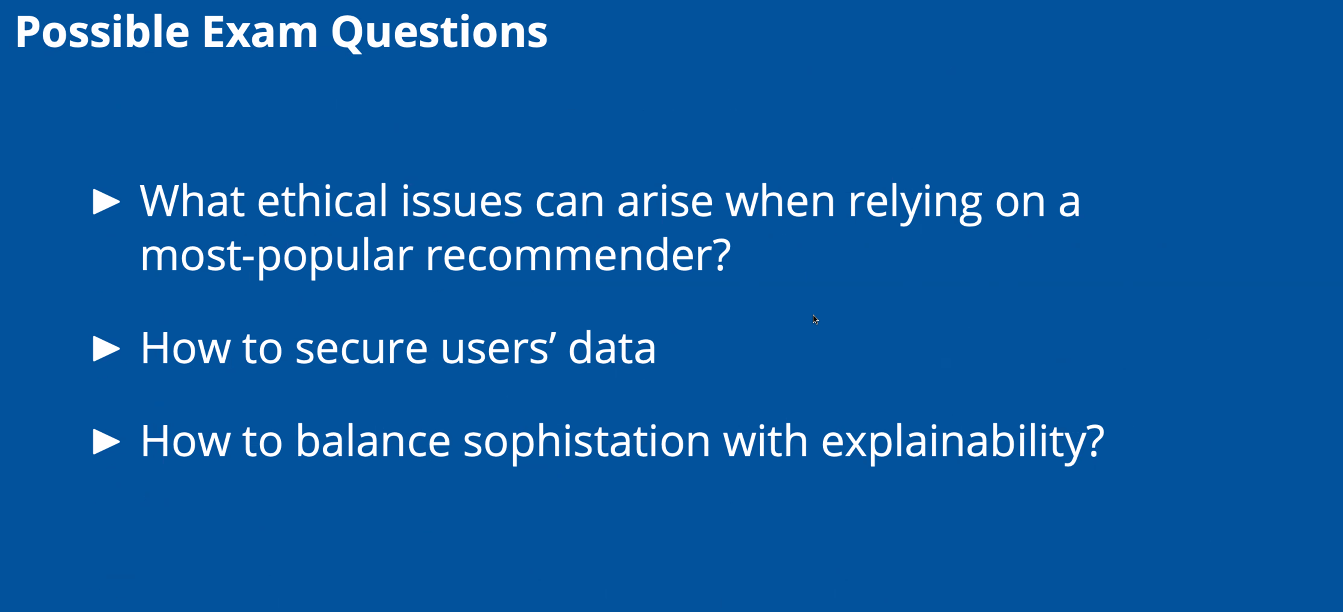 Possible Exam Questions
What ethical issues can arise when relying on a
most-popular recommender?
How to secure users’ data
How to balance sophistation with explainability?